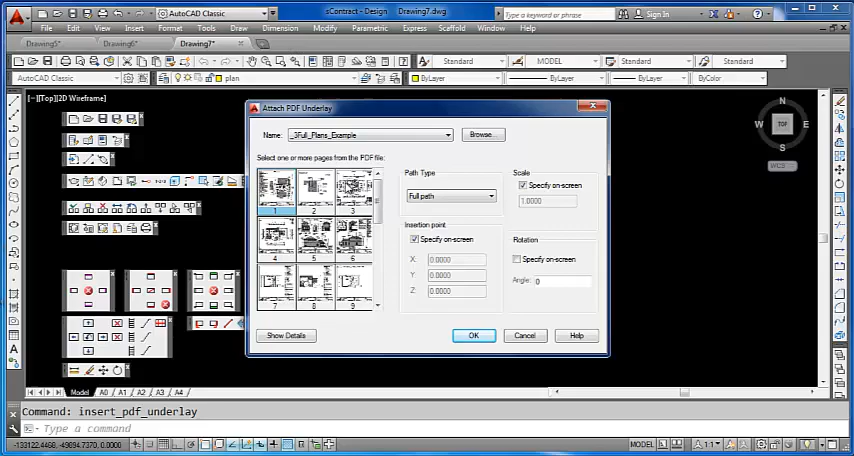 AutoCAD Classic
sContract - Design Drawing7.dwg
Type a keyword or phrase
Sign In
File Edit View Insert Format Tools Draw Dimension Modify Parametric Express Scaffold Window Help
Drawing5* Drawing6* Drawing7*
Standard MODEL Standard Standard
AutoCAD Classic plan ByLayer ByLayer ByLayer ByColor
[−][Top][2D Wireframe]
N
W TOP E
S
WCS
Attach PDF Underlay
Name: _3Full_Plans_Example Browse...
Select one or more pages from the PDF file:
1 2 3
4 5 6
7 8 9
Path Type
Full path
Scale
Specify on-screen
1.0000
Insertion point
Specify on-screen
X: 0.0000
Y: 0.0000
Z: 0.0000
Rotation
Specify on-screen
Angle: 0
Show Details OK Cancel Help
Model A0 A1 A2 A3 A4
Command: insert_pdf_underlay
Type a command
MODEL 1:1